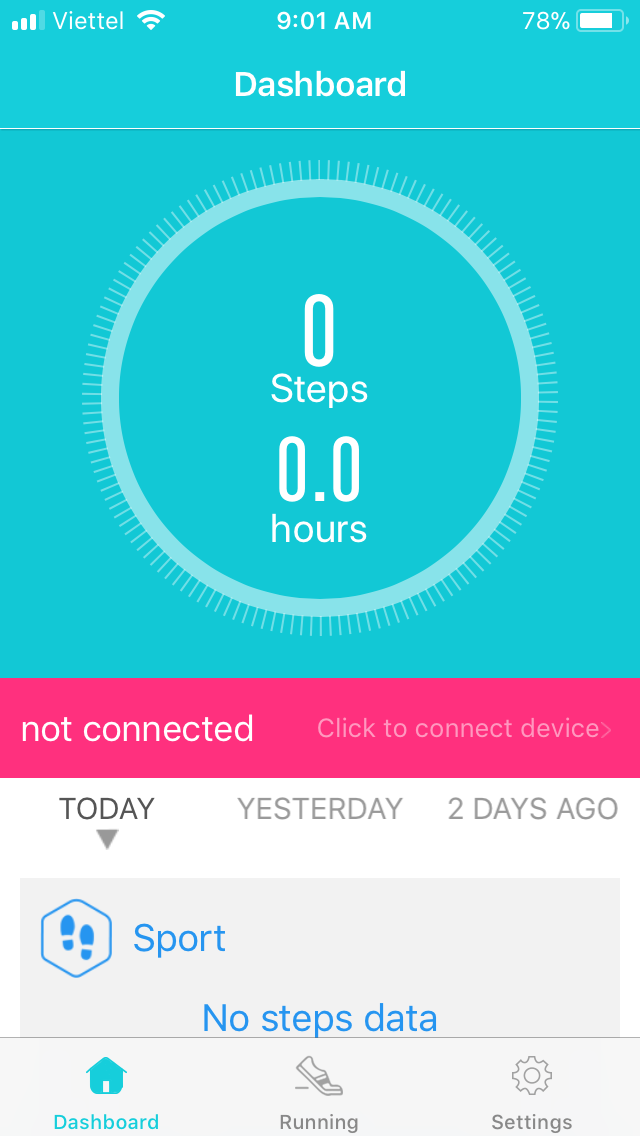 Viettel 9:01 AM 78%
Dashboard
0
Steps
0.0
hours
not connected Click to connect device
TODAY YESTERDAY 2 DAYS AGO
Sport
No steps data
Dashboard Running Settings